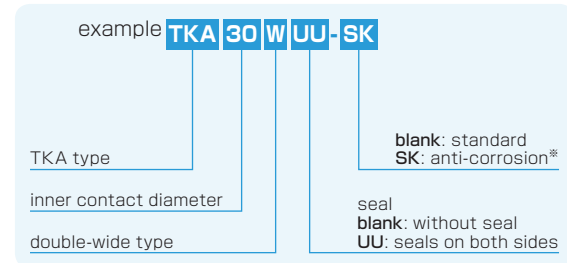 example TKA 30 W UU - SK
blank: standard
TKA type
SK: anti-corrosion※
inner contact diameter
seal
blank: without seal
double-wide type
UU: seals on both sides